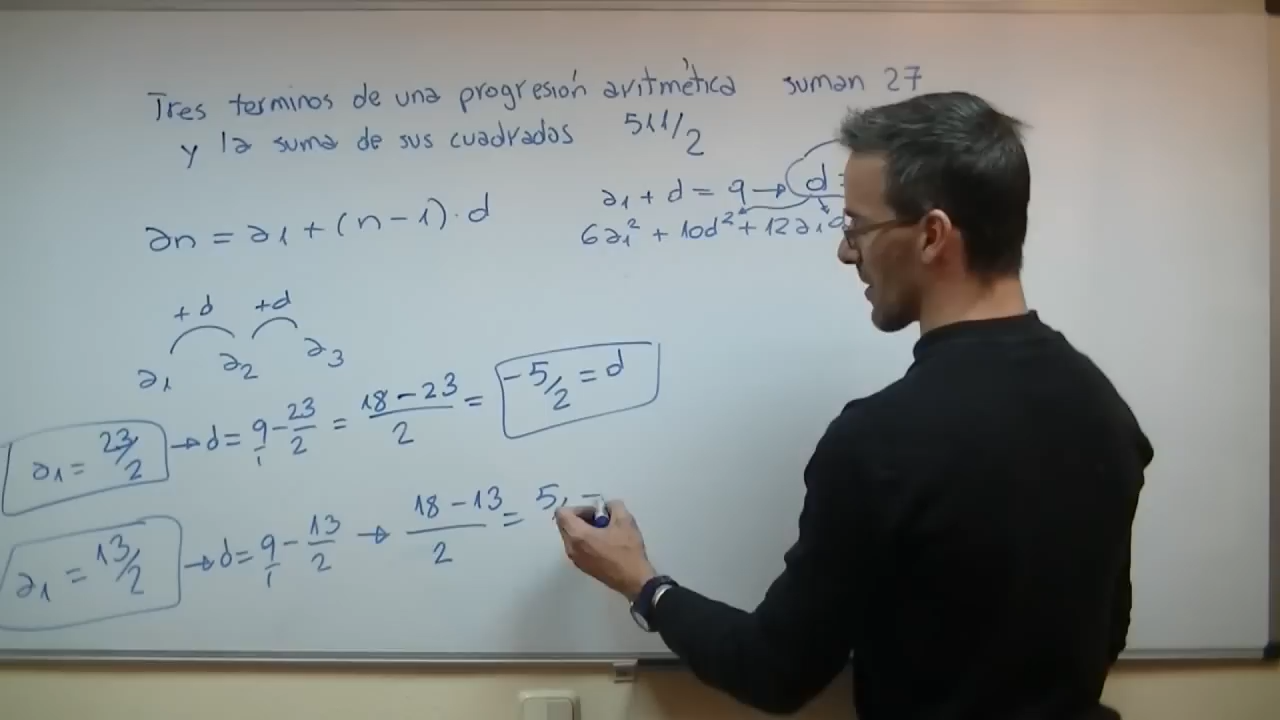 Tres terminos de una progresión aritmética suman 27
y la suma de sus cuadrados 511/2
a1 + d = 9 → d =
6a1² + 10d² + 12a1d
an = a1 + (n - 1) · d
+d +d
a1 a2 a3
a1 = 23/2 → d = 9/1 - 23/2 = (18 - 23)/2 = -5/2 = d
a1 = 13/2 → d = 9/1 - 13/2 → (18 - 13)/2 = 5/ =